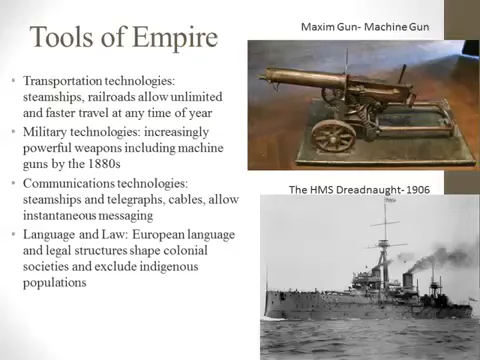 Tools of Empire
• Transportation technologies:
steamships, railroads allow unlimited
and faster travel at any time of year
• Military technologies: increasingly
powerful weapons including machine
guns by the 1880s
• Communications technologies:
steamships and telegraphs, cables, allow
instantaneous messaging
• Language and Law: European language
and legal structures shape colonial
societies and exclude indigenous
populations
Maxim Gun- Machine Gun
The HMS Dreadnaught- 1906